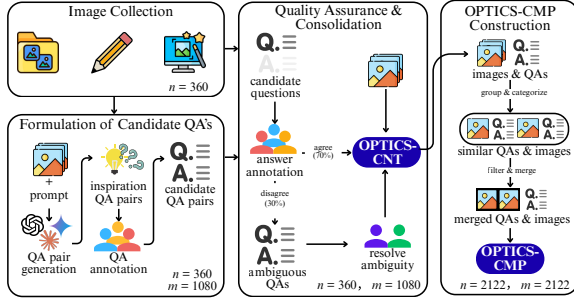 Image Collection
n = 360
Formulation of Candidate QA's
+
prompt
QA pair
generation
inspiration
QA pairs
QA
annotation
Q.
A.
candidate
QA pairs
n = 360
m = 1080
Quality Assurance &
Consolidation
Q.
candidate
questions
answer
annotation
agree
(70%)
OPTICS-
CNT
disagree
(30%)
Q.
A.
ambiguous
QAs
resolve
ambiguity
n = 360, m = 1080
OPTICS-CMP
Construction
Q.
A.
images & QAs
group & categorize
Q.
A.
Q.
A.
similar QAs & images
filter & merge
Q.
A.
merged QAs & images
OPTICS-
CMP
n = 2122, m = 2122